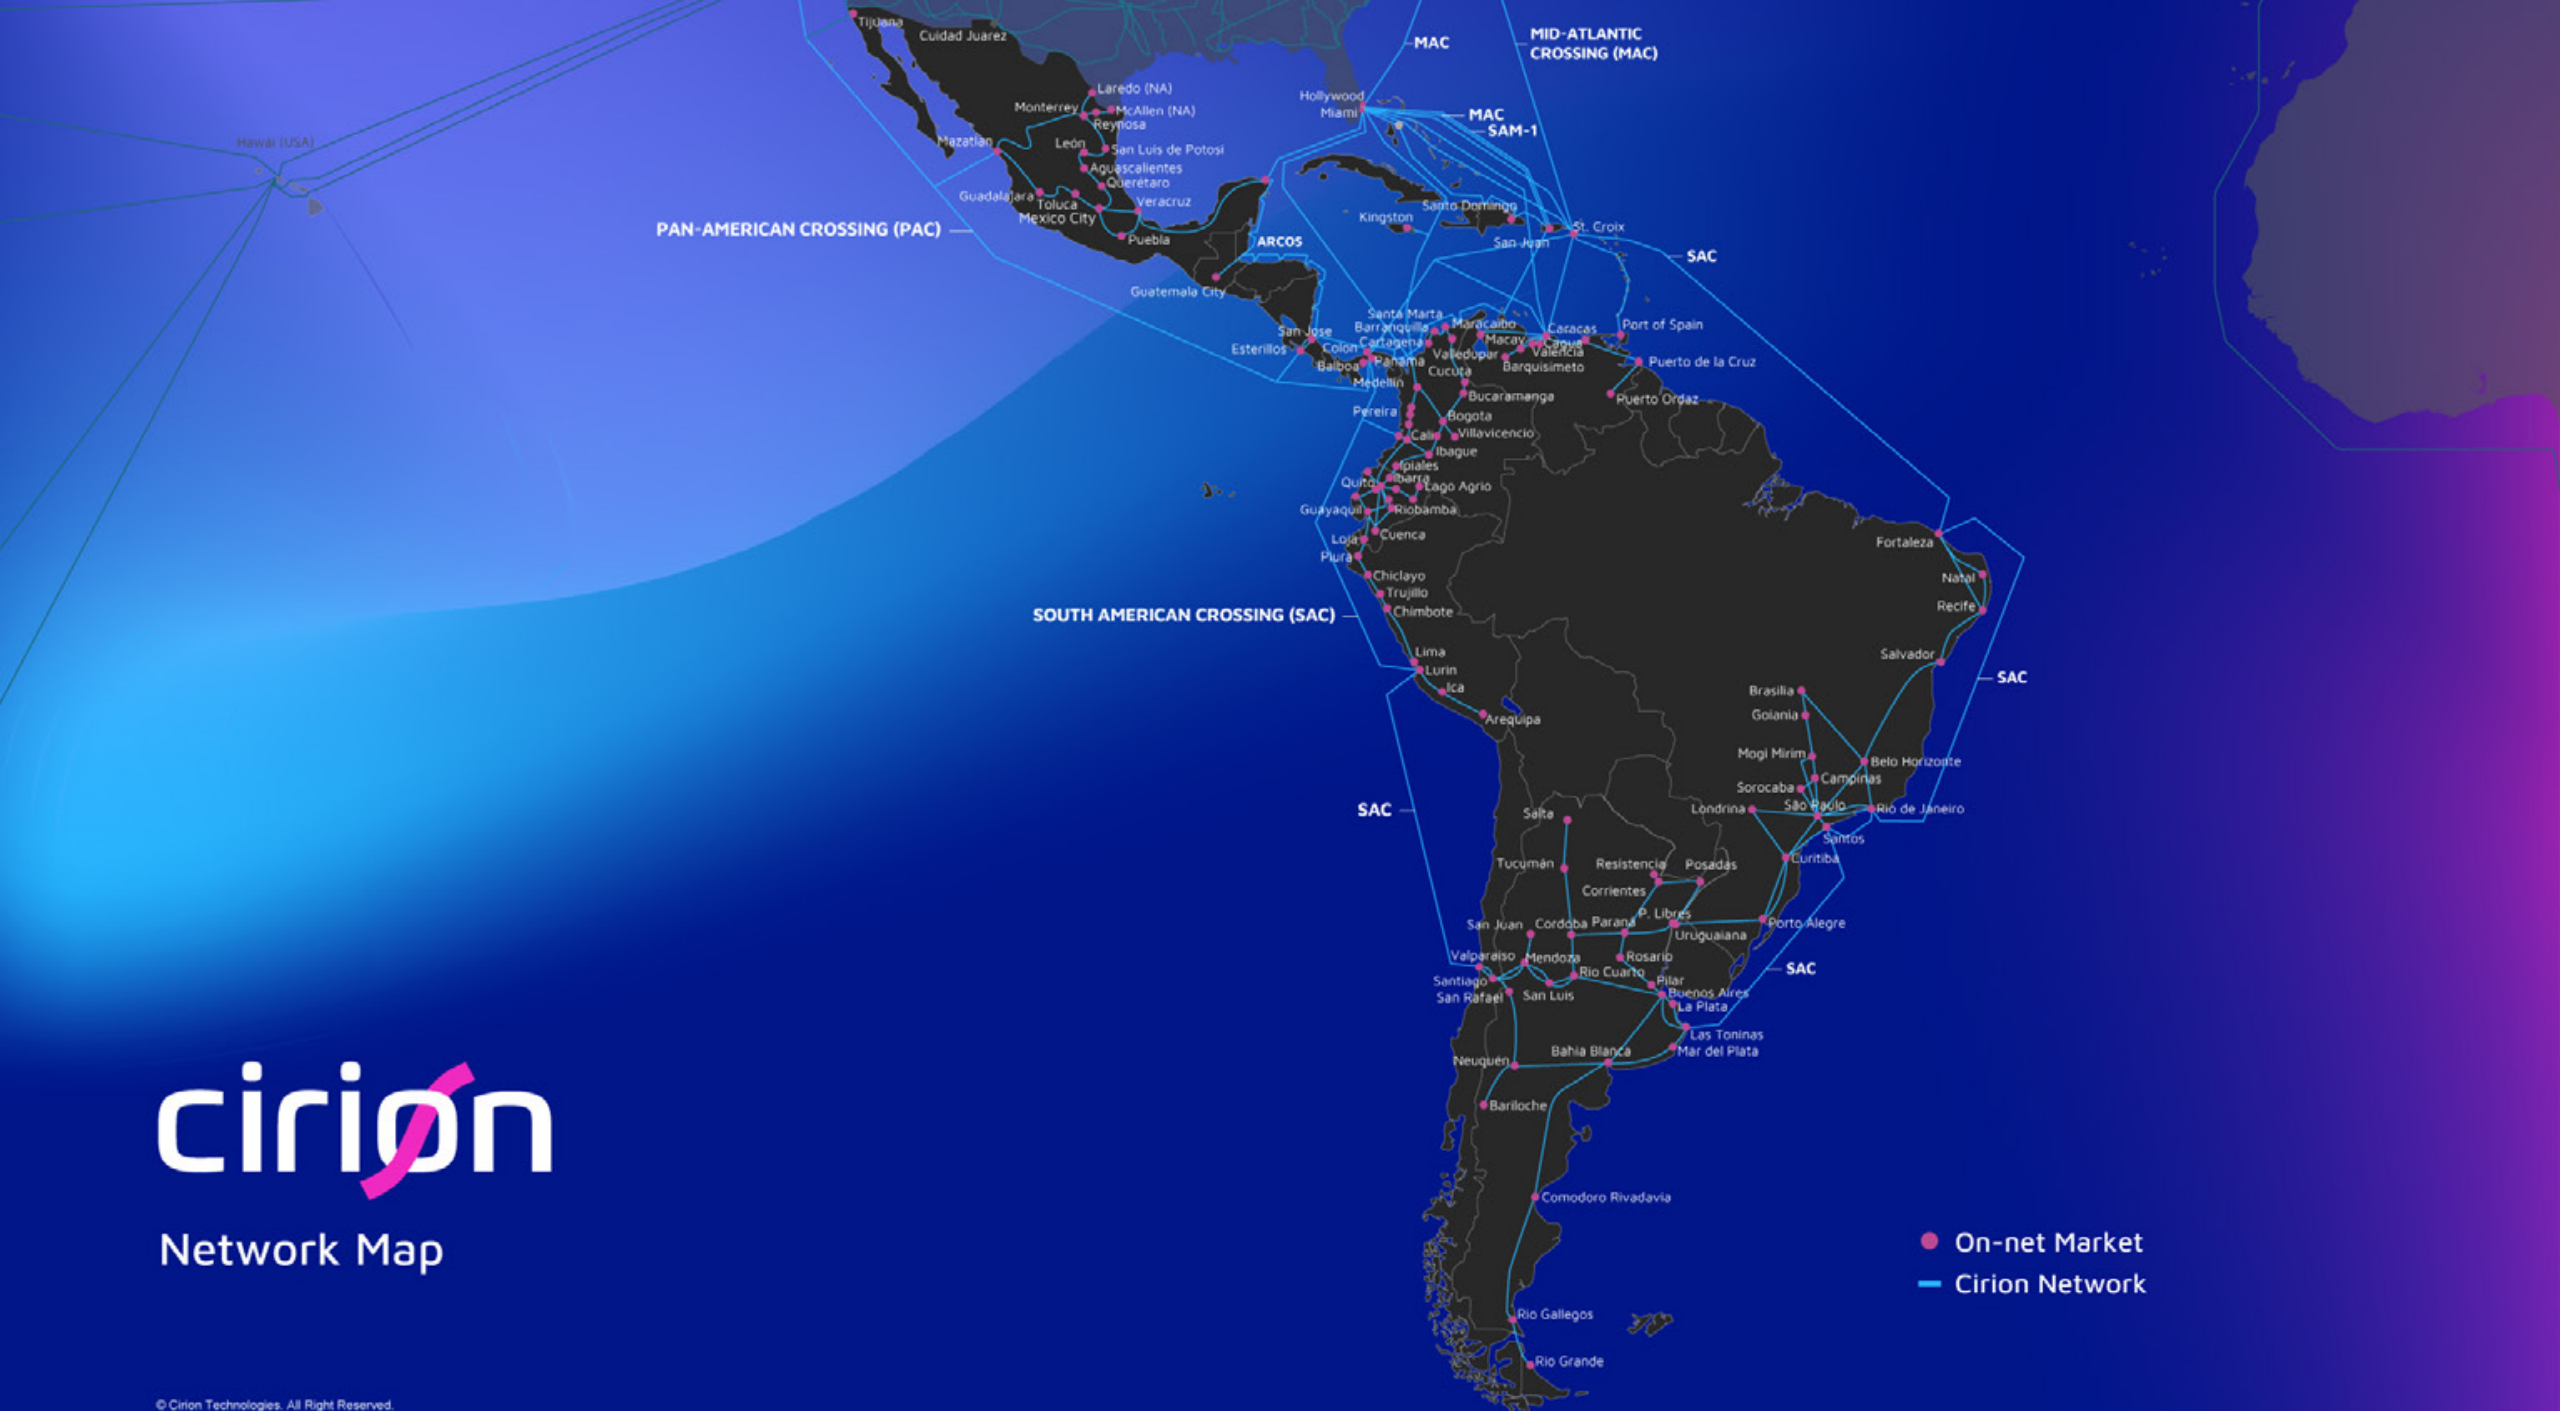 Tijuana
Cuidad Juarez
MAC
MID-ATLANTIC
CROSSING (MAC)
Laredo (NA)
Monterrey
McAllen (NA)
Reynosa
Hollywood
Miami
MAC
SAM-1
Hawai (USA)
Mazatlan
León
San Luis de Potosi
Aguascalientes
Querétaro
Guadalajara
Toluca
Veracruz
Mexico City
Santo Domingo
Kingston
PAN-AMERICAN CROSSING (PAC)
Puebla
ARCOS
San Juan
St. Croix
SAC
Guatemala City
Santa Marta
San Jose
Barranquilla
Maracaibo
Caracas
Port of Spain
Esterillos
Colon
Cartagena
Macay
Cagua
Valledupar
Valencia
Balboa
Panama
Barquisimeto
Puerto de la Cruz
Cucuta
Medellin
Bucaramanga
Puerto Ordaz
Pereira
Bogota
Cali
Villavicencio
Ibague
Ipiales
Ibarra
Quito
Lago Agrio
Guayaquil
Riobamba
Cuenca
Loja
Piura
Fortaleza
Chiclayo
Natal
Trujillo
Chimbote
Recife
SOUTH AMERICAN CROSSING (SAC)
Lima
Lurin
Salvador
SAC
Ica
Brasilia
Arequipa
Goiania
Mogi Mirim
Belo Horizonte
Campinas
Sorocaba
SAC
Salta
Londrina
São Paulo
Rio de Janeiro
Santos
Tucumán
Resistencia
Posadas
Curitiba
Corrientes
San Juan
Cordoba
Parana
P. Libres
Porto Alegre
Uruguaiana
Valparaiso
Mendoza
Rosario
SAC
Santiago
Rio Cuarto
Pilar
San Rafael
San Luis
Buenos Aires
La Plata
Las Toninas
Neuquén
Bahia Blanca
Mar del Plata
Bariloche
cirion
Network Map
Comodoro Rivadavia
On-net Market
Cirion Network
Rio Gallegos
Rio Grande
© Cirion Technologies. All Right Reserved.